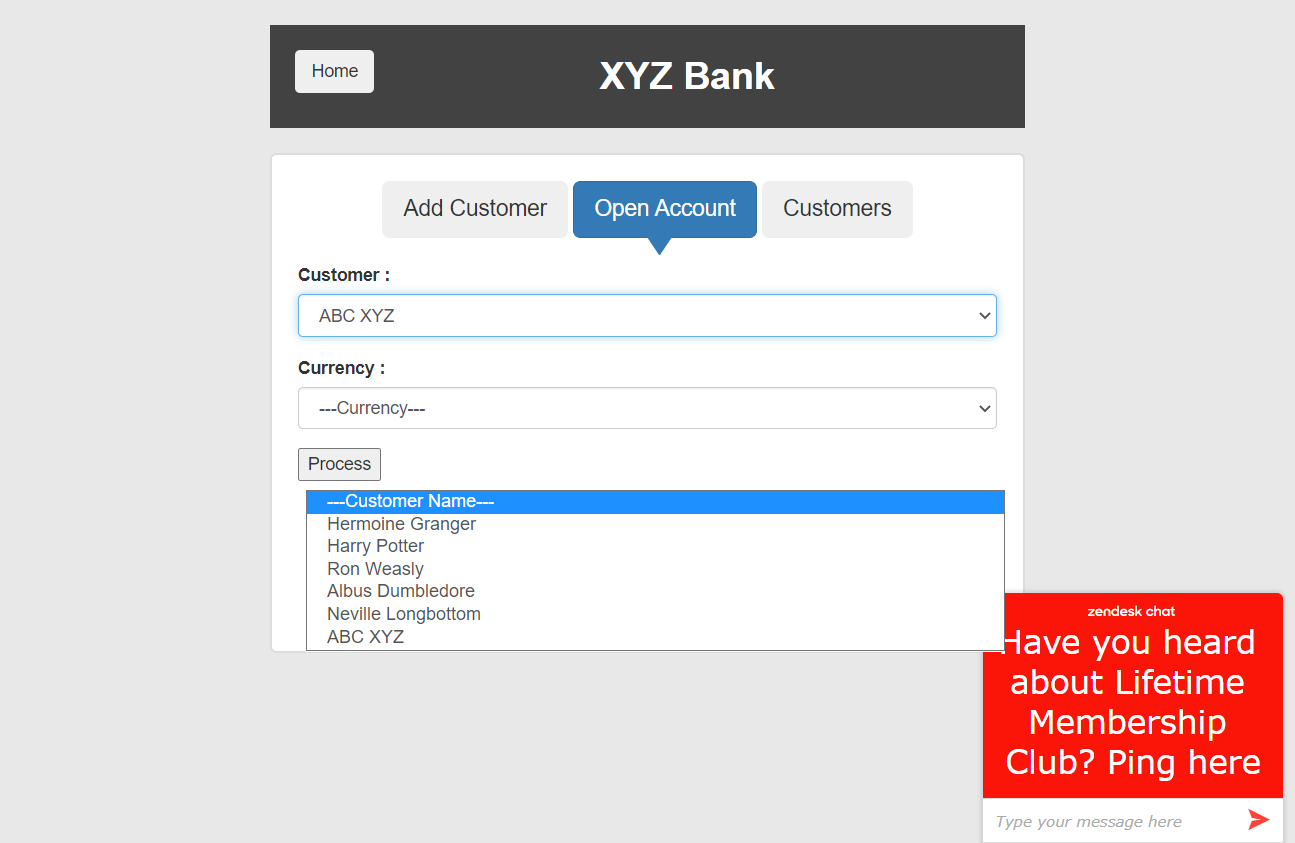 Home
XYZ Bank
Add Customer
Open Account
Customers
Customer :
ABC XYZ
Currency :
---Currency---
Process
---Customer Name---
Hermoine Granger
Harry Potter
Ron Weasly
Albus Dumbledore
Neville Longbottom
ABC XYZ
zendesk chat
Have you heard
about Lifetime
Membership
Club? Ping here
Type your message here